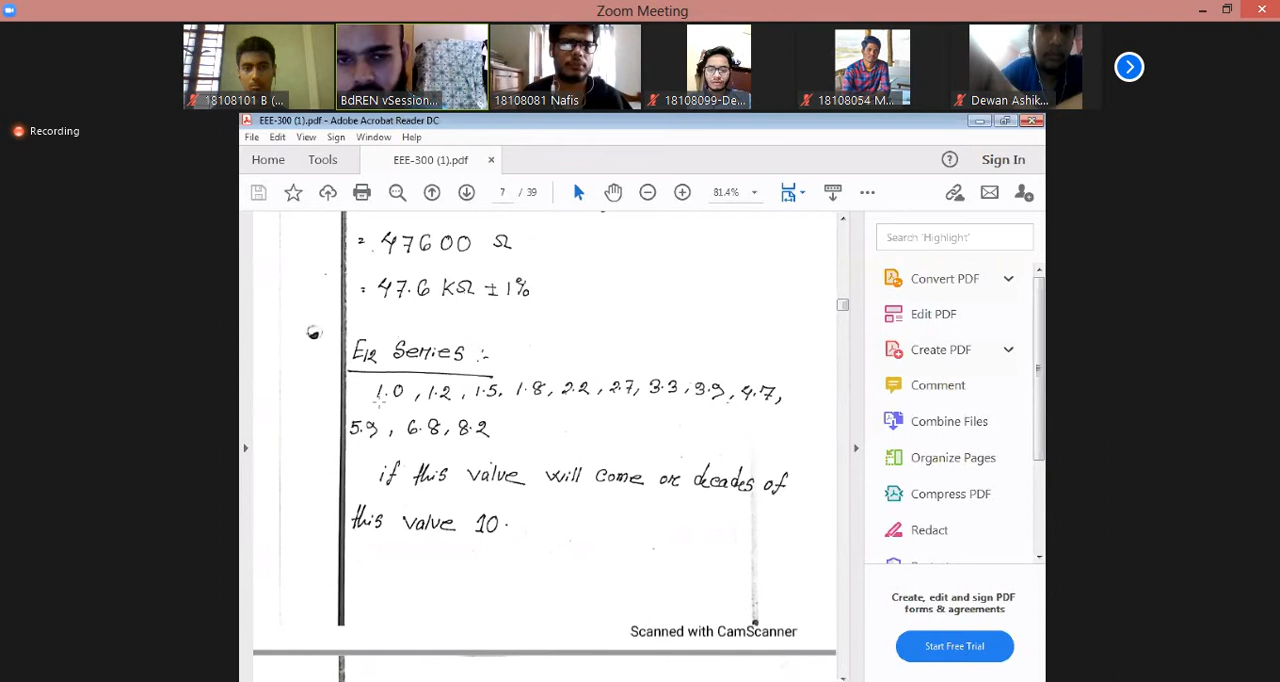 Zoom Meeting
18108101 B (...
BdREN vSession...
18108081 Nafis
18108099-De...
18108054 M...
Dewan Ashik...
Recording
EEE-300 (1).pdf - Adobe Acrobat Reader DC
File Edit View Sign Window Help
Home Tools EEE-300 (1).pdf × Sign In
7 / 39 81.4%
= 47600 Ω
= 47.6 KΩ ±1%
E12 Series :-
1.0, 1.2, 1.5, 1.8, 2.2, 2.7, 3.3, 3.9, 4.7,
5.9, 6.8, 8.2
if this value will come or decades of
this value 10.
Scanned with CamScanner
Search 'Highlight'
Convert PDF
Edit PDF
Create PDF
Comment
Combine Files
Organize Pages
Compress PDF
Redact
Create, edit and sign PDF
forms & agreements
Start Free Trial